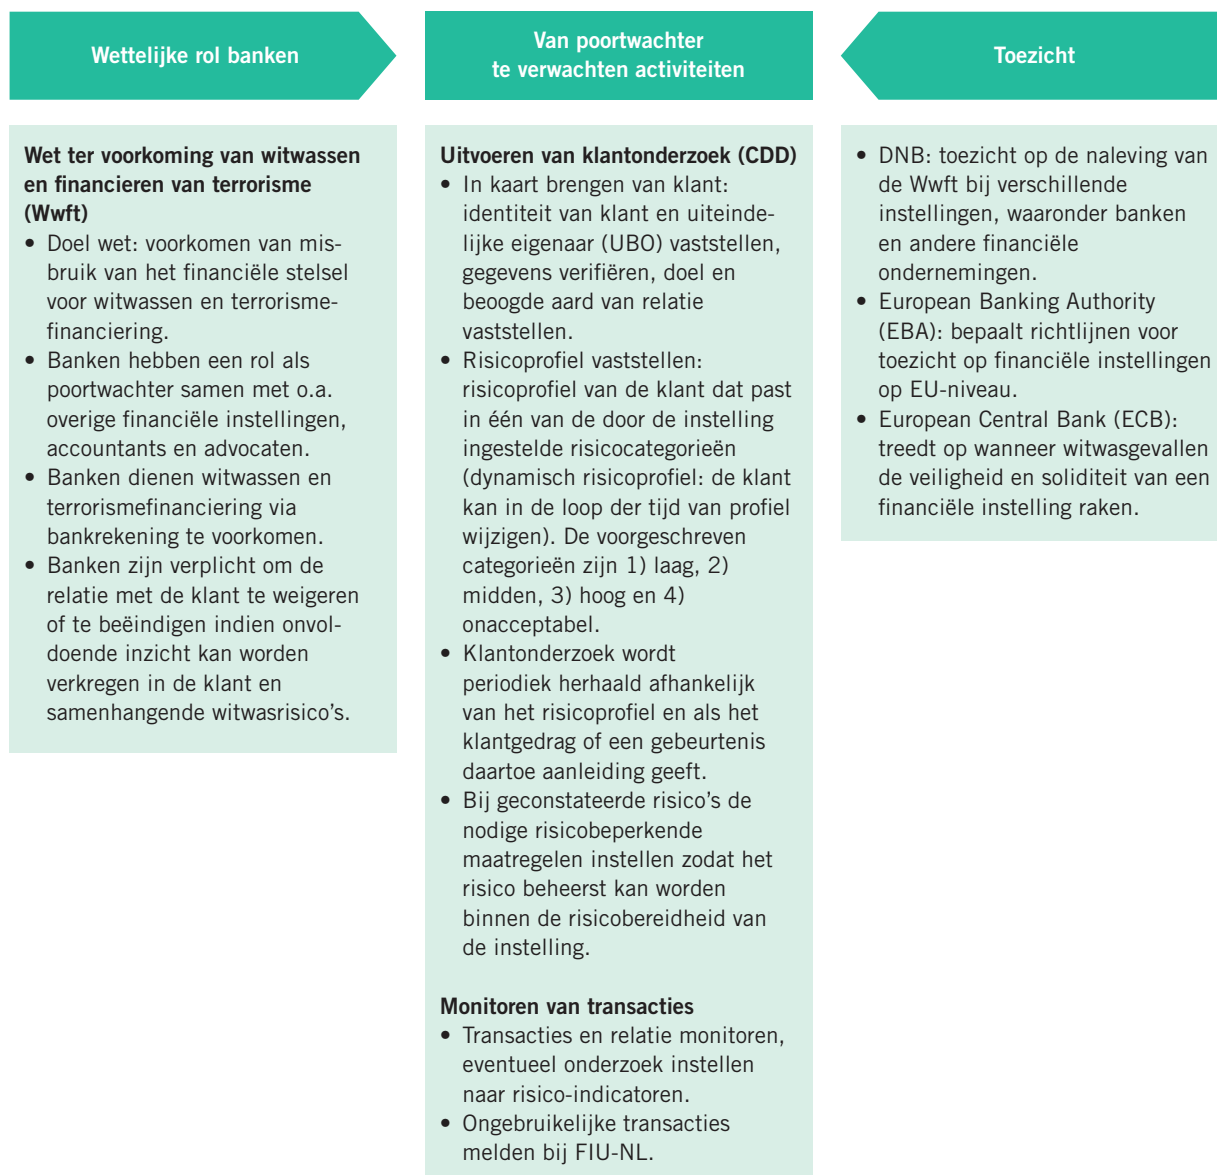 Wettelijke rol banken
Van poortwachter
te verwachten activiteiten
Toezicht
Wet ter voorkoming van witwassen
en financieren van terrorisme
(Wwft)
• Doel wet: voorkomen van mis-
bruik van het financiële stelsel
voor witwassen en terrorisme-
financiering.
• Banken hebben een rol als
poortwachter samen met o.a.
overige financiële instellingen,
accountants en advocaten.
• Banken dienen witwassen en
terrorismefinanciering via
bankrekening te voorkomen.
• Banken zijn verplicht om de
relatie met de klant te weigeren
of te beëindigen indien onvol-
doende inzicht kan worden
verkregen in de klant en
samenhangende witwasrisico’s.
Uitvoeren van klantonderzoek (CDD)
• In kaart brengen van klant:
identiteit van klant en uiteinde-
lijke eigenaar (UBO) vaststellen,
gegevens verifiëren, doel en
beoogde aard van relatie
vaststellen.
• Risicoprofiel vaststellen:
risicoprofiel van de klant dat past
in één van de door de instelling
ingestelde risicocategorieën
(dynamisch risicoprofiel: de klant
kan in de loop der tijd van profiel
wijzigen). De voorgeschreven
categorieën zijn 1) laag, 2)
midden, 3) hoog en 4)
onacceptabel.
• Klantonderzoek wordt
periodiek herhaald afhankelijk
van het risicoprofiel en als het
klantgedrag of een gebeurtenis
daartoe aanleiding geeft.
• Bij geconstateerde risico’s de
nodige risicobeperkende
maatregelen instellen zodat het
risico beheerst kan worden
binnen de risicobereidheid van
de instelling.
Monitoren van transacties
• Transacties en relatie monitoren,
eventueel onderzoek instellen
naar risico-indicatoren.
• Ongebruikelijke transacties
melden bij FIU-NL.
• DNB: toezicht op de naleving van
de Wwft bij verschillende
instellingen, waaronder banken
en andere financiële
ondernemingen.
• European Banking Authority
(EBA): bepaalt richtlijnen voor
toezicht op financiële instellingen
op EU-niveau.
• European Central Bank (ECB):
treedt op wanneer witwasgevallen
de veiligheid en soliditeit van een
financiële instelling raken.